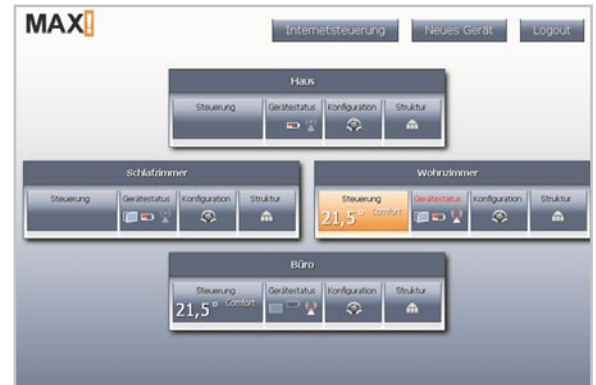 MAX!
Internetsteuerung Neues Gerät Logout
Haus
Steuerung Gerätestatus Konfiguration Struktur
Schlafzimmer
Steuerung Gerätestatus Konfiguration Struktur
Wohnzimmer
Steuerung Gerätestatus Konfiguration Struktur
21,5° Comfort
Büro
Steuerung Gerätestatus Konfiguration Struktur
21,5° Comfort